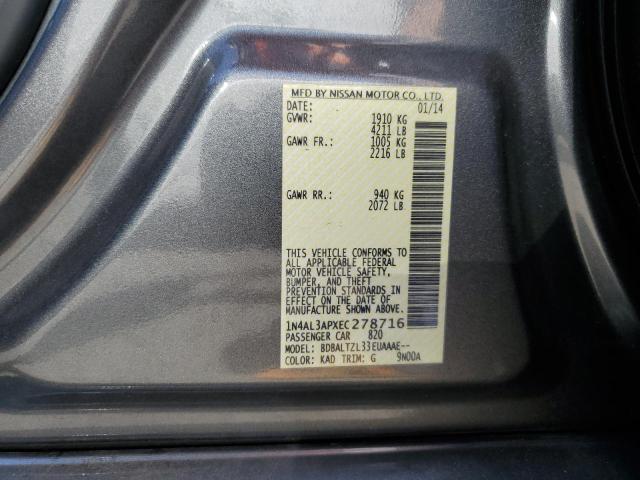 MFD BY NISSAN MOTOR CO., LTD.
DATE: 01/14
GVWR: 1910 KG
4211 LB
GAWR FR.: 1005 KG
2216 LB
GAWR RR.: 940 KG
2072 LB
THIS VEHICLE CONFORMS TO
ALL APPLICABLE FEDERAL
MOTOR VEHICLE SAFETY,
BUMPER, AND THEFT
PREVENTION STANDARDS IN
EFFECT ON THE DATE OF
MANUFACTURE SHOWN ABOVE.
1N4AL3APXEC278716
PASSENGER CAR 820
MODEL: BDBALTZL33EUAAAE--
COLOR: KAD TRIM: G 9N00A